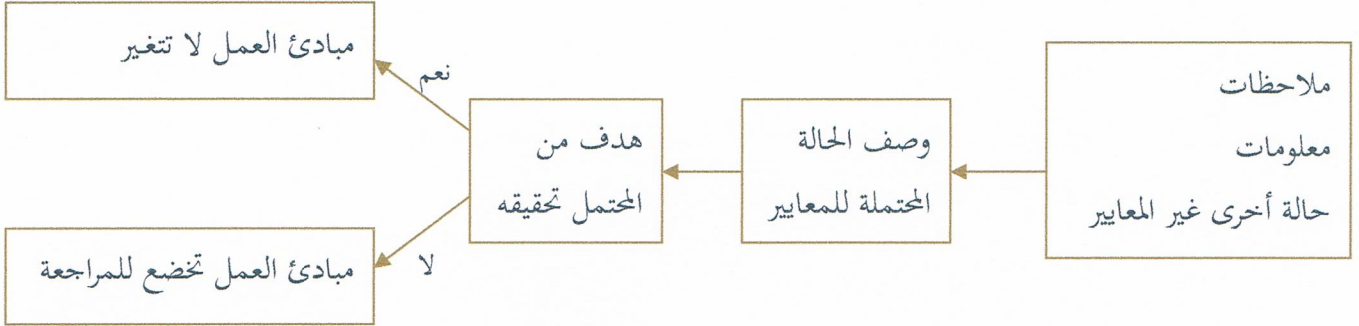 ملاحظات
معلومات
حالة أخرى غير المعايير
وصف الحالة
المحتملة للمعايير
هدف من
المحتمل تحقيقه
نعم
مبادئ العمل لا تتغير
لا
مبادئ العمل تخضع للمراجعة